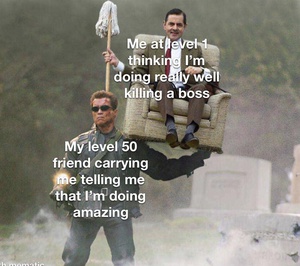 Me at level 1
thinking I'm
doing really well
killing a boss
My level 50
friend carrying
me telling me
that I'm doing
amazing